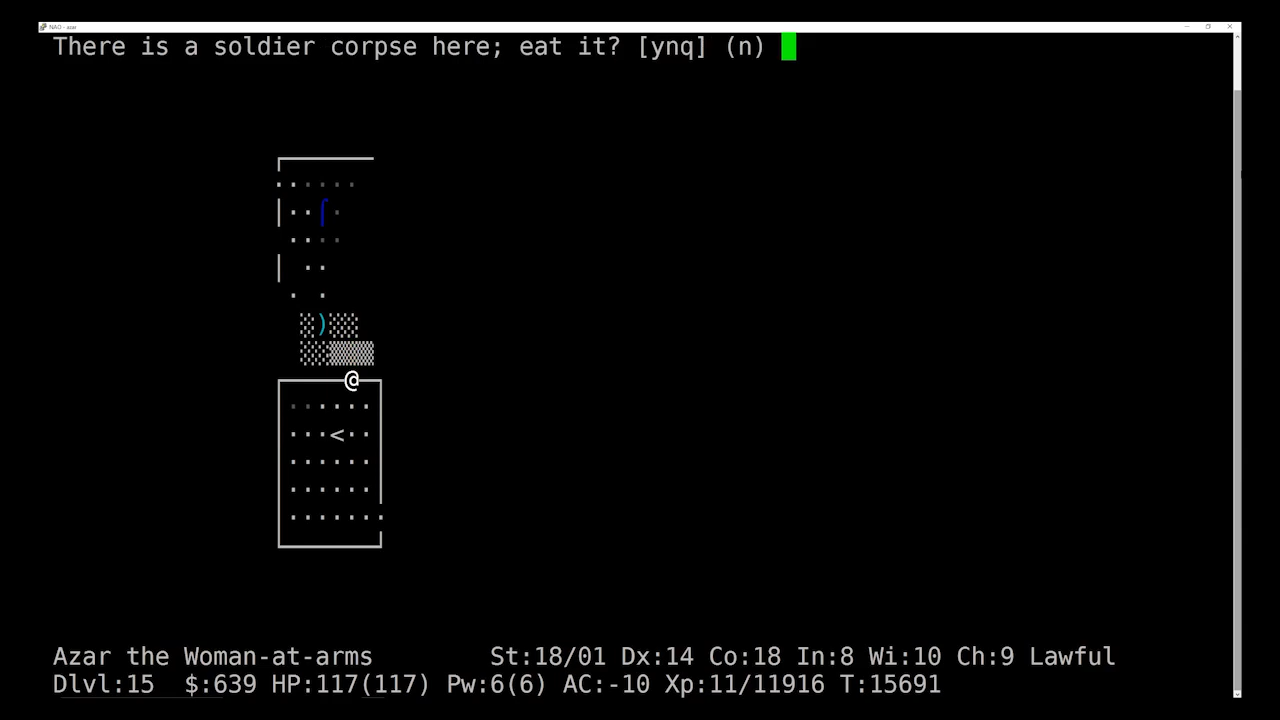 NAO - azar
There is a soldier corpse here; eat it? [ynq] (n)
Azar the Woman-at-arms St:18/01 Dx:14 Co:18 In:8 Wi:10 Ch:9 Lawful
Dlvl:15 $:639 HP:117(117) Pw:6(6) AC:-10 Xp:11/11916 T:15691